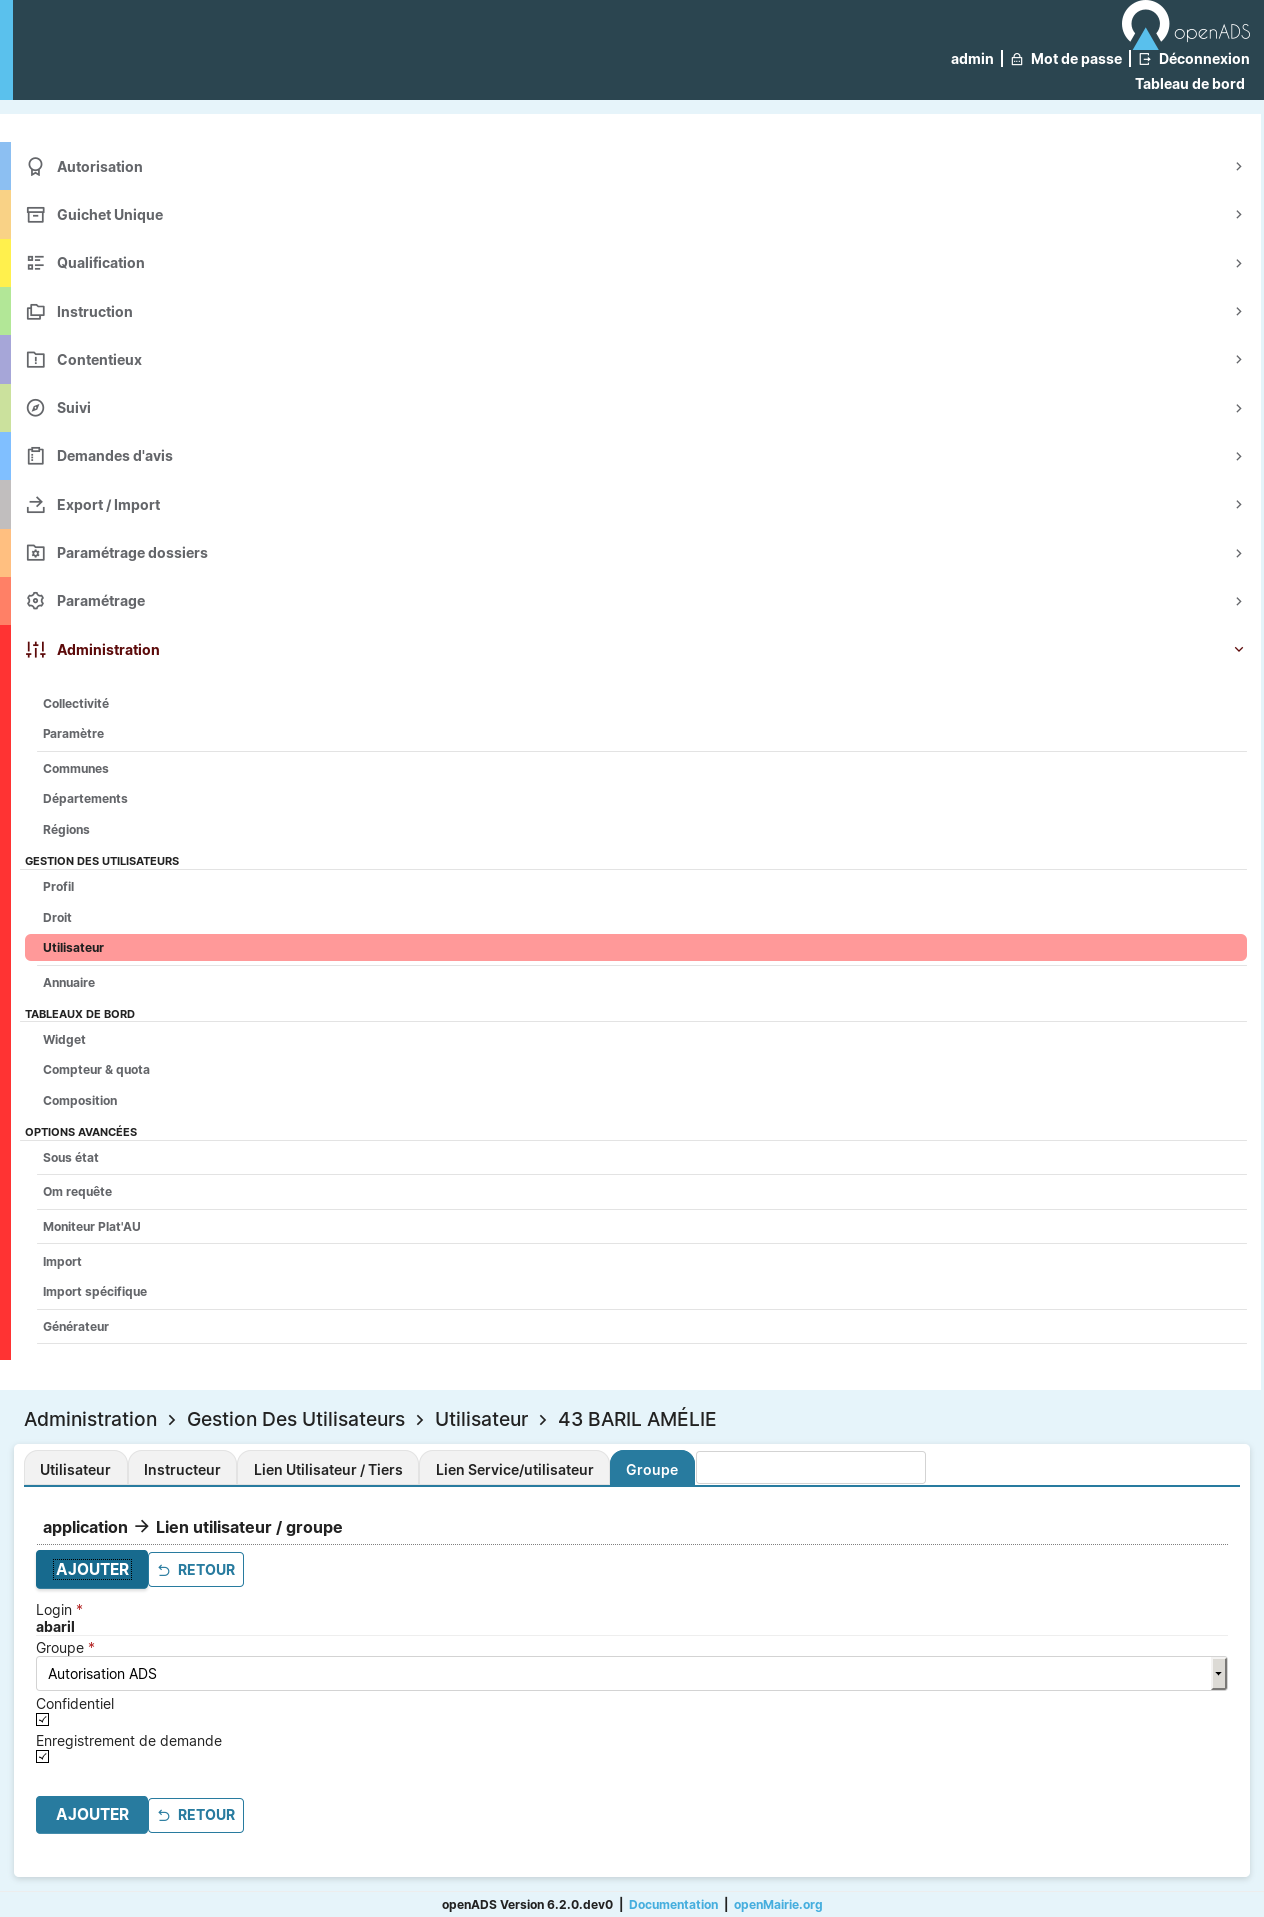 openADS
admin | Mot de passe | Déconnexion
Tableau de bord
Autorisation
Guichet Unique
Qualification
Instruction
Contentieux
Suivi
Demandes d'avis
Export / Import
Paramétrage dossiers
Paramétrage
Administration
Collectivité
Paramètre
Communes
Départements
Régions
GESTION DES UTILISATEURS
Profil
Droit
Utilisateur
Annuaire
TABLEAUX DE BORD
Widget
Compteur & quota
Composition
OPTIONS AVANCÉES
Sous état
Om requête
Moniteur Plat'AU
Import
Import spécifique
Générateur
Administration > Gestion Des Utilisateurs > Utilisateur > 43 BARIL AMÉLIE
Utilisateur Instructeur Lien Utilisateur / Tiers Lien Service/utilisateur Groupe
application → Lien utilisateur / groupe
AJOUTER RETOUR
Login *
abaril
Groupe *
Autorisation ADS
Confidentiel
Enregistrement de demande
AJOUTER RETOUR
openADS Version 6.2.0.dev0 | Documentation | openMairie.org